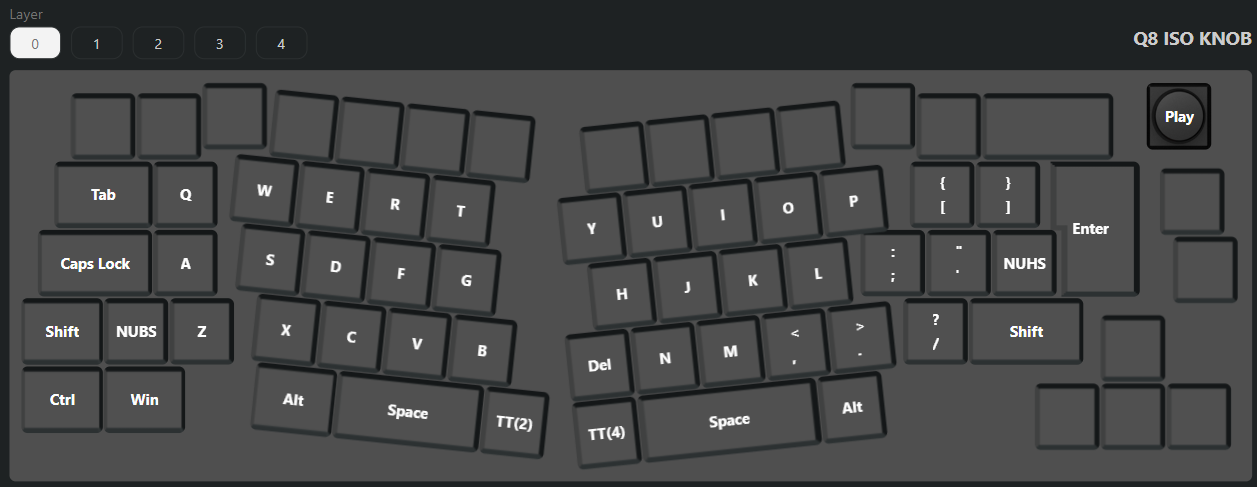 Layer
0 1 2 3 4
Q8 ISO KNOB
Play
Tab Q W E R T Y U I O P { [ } ] Enter
Caps Lock A S D F G H J K L : ; " ' NUHS
Shift NUBS Z X C V B Del N M < , > . ? / Shift
Ctrl Win Alt Space TT(2) TT(4) Space Alt